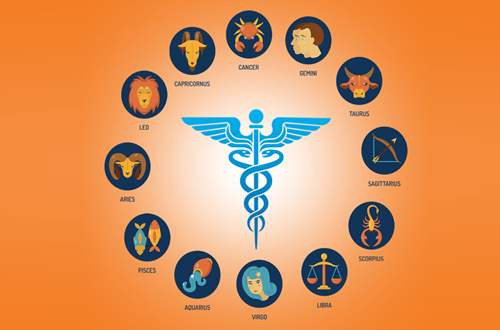 CANCER
GEMINI
CAPRICORNUS
TAURUS
LEO
SAGITTARIUS
ARIES
SCORPIUS
PISCES
LIBRA
AQUARIUS
VIRGO